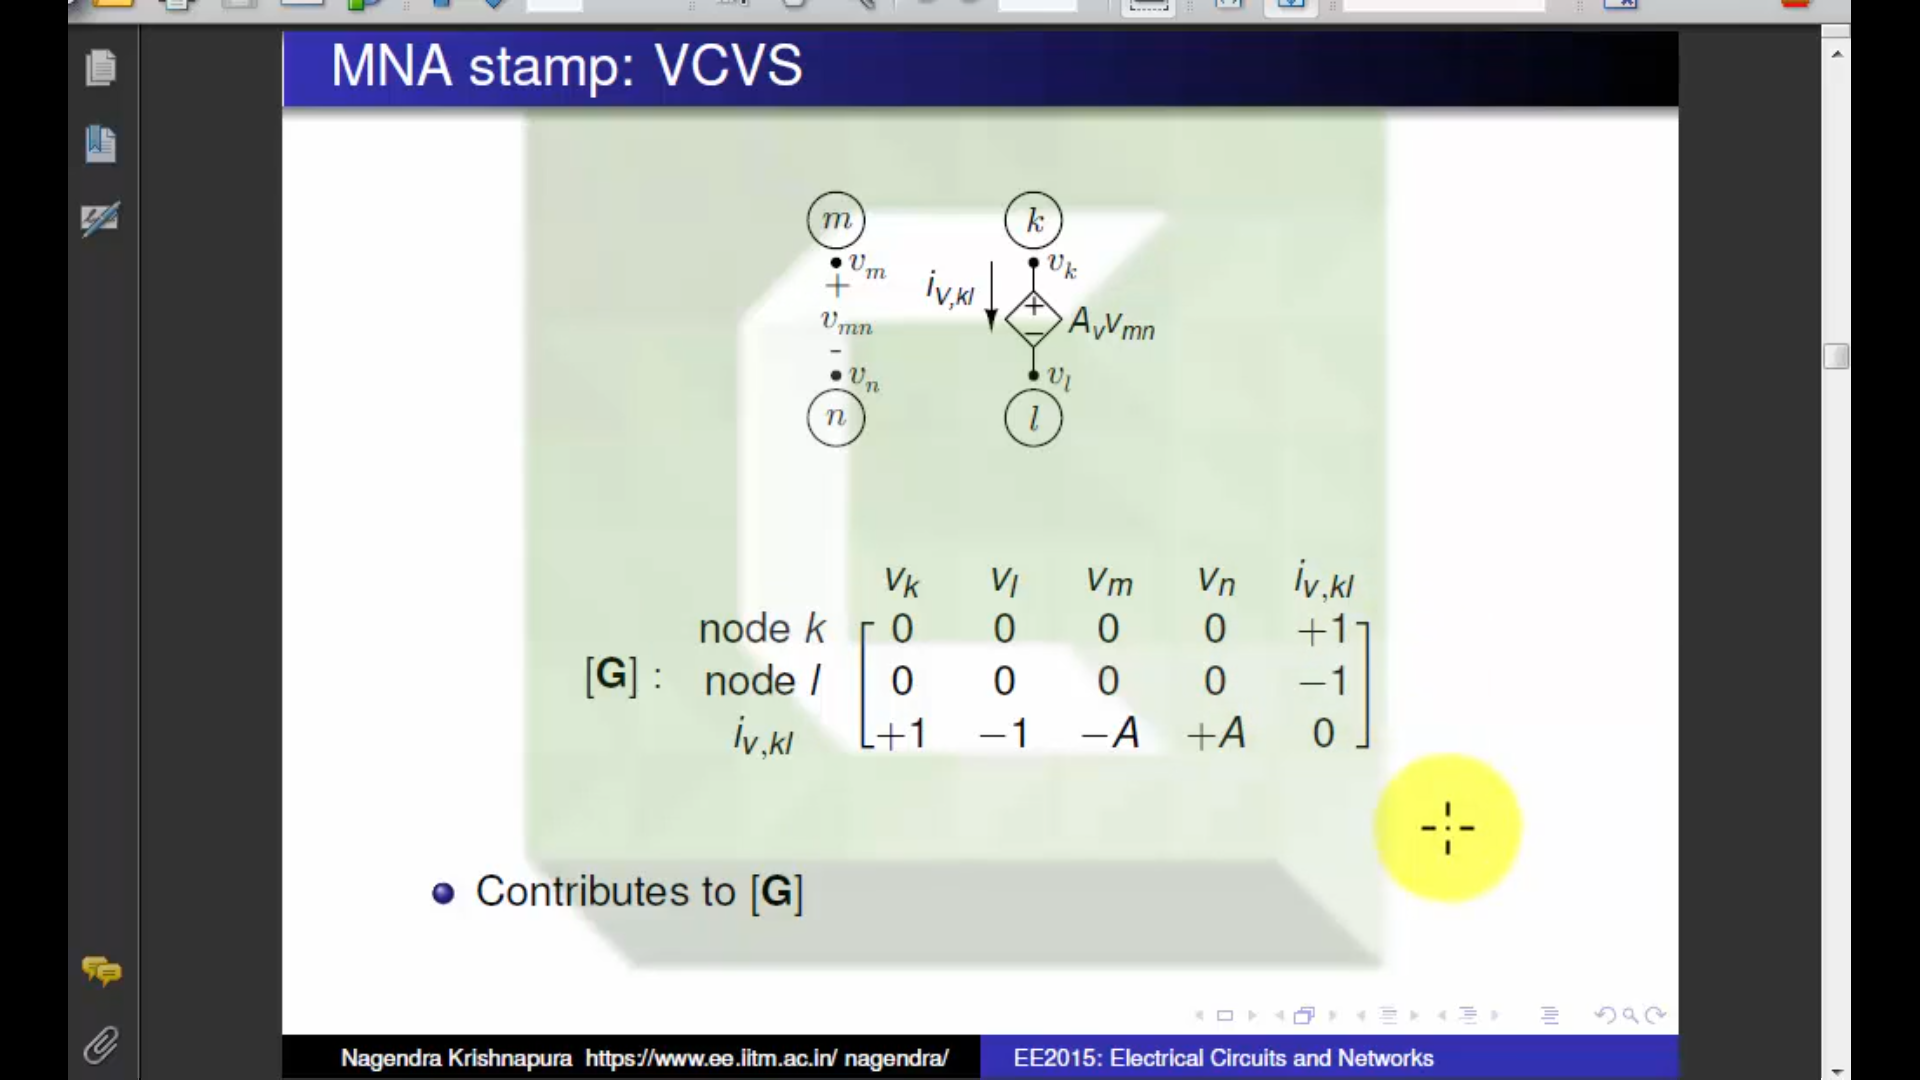 MNA stamp: VCVS
m k
v_m v_k
+
i_{V,kl} +
v_{mn} A_v v_{mn}
- −
v_n v_l
n l
v_k v_l v_m v_n i_{v,kl}
node k 0 0 0 0 +1
[G] : node l 0 0 0 0 −1
i_{v,kl} +1 −1 −A +A 0
Contributes to [G]
Nagendra Krishnapura https://www.ee.iitm.ac.in/ nagendra/ EE2015: Electrical Circuits and Networks